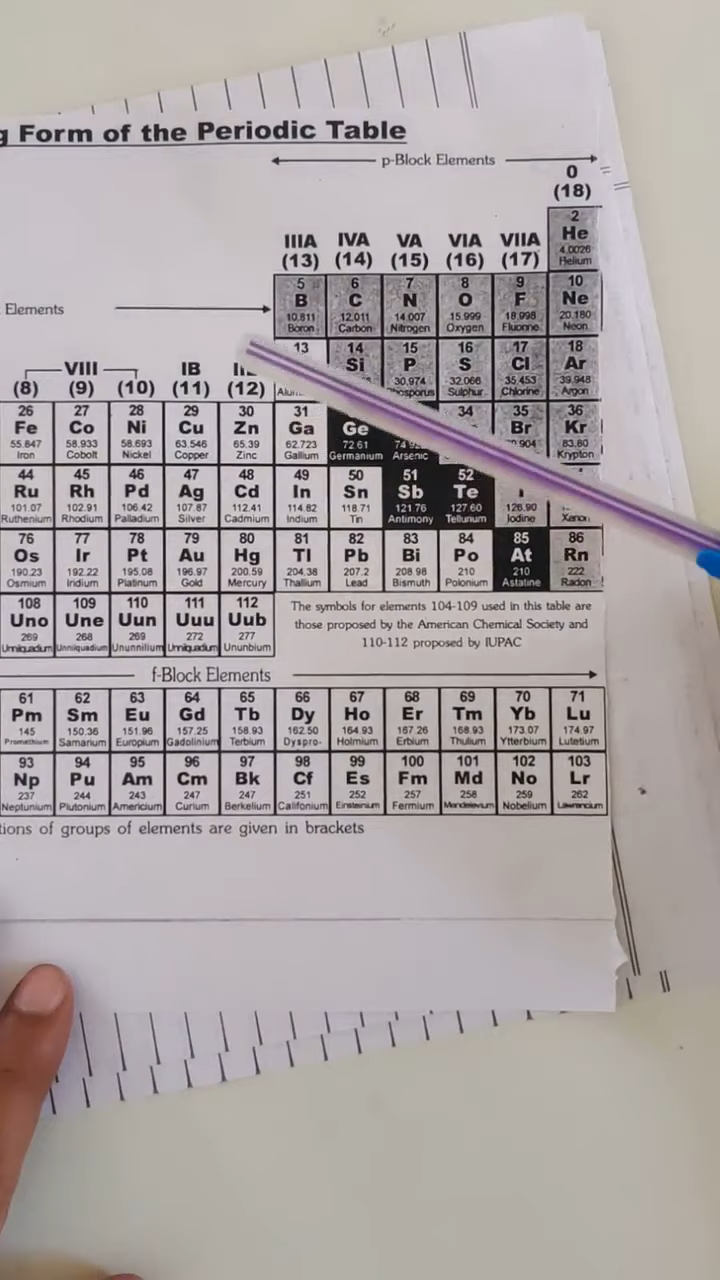 g Form of the Periodic Table
p-Block Elements
0
(18)
2
He
4.0026
Helium
IIIA IVA VA VIA VIIA
(13) (14) (15) (16) (17)
5 6 7 8 9 10
B C N O F Ne
10.811 12.011 14.007 15.999 18.998 20.180
Boron Carbon Nitrogen Oxygen Fluorine Neon
Elements
13 14 15 16 17 18
Si P S Cl Ar
30.974 32.066 35.453 39.948
Sulphur Chlorine Argon
VIII IB
(8) (9) (10) (11) (12)
26 27 28 29 30 31 34 35 36
Fe Co Ni Cu Zn Ga Ge Br Kr
55.847 58.933 58.693 63.546 65.39 62.723 72.61 83.80
Iron Cobolt Nickel Copper Zinc Gallium Germanium Arsenic Krypton
44 45 46 47 48 49 50 51 52
Ru Rh Pd Ag Cd In Sn Sb Te
101.07 102.91 106.42 107.87 112.41 114.82 118.71 121.76 127.60 126.90
Ruthenium Rhodium Palladium Silver Cadmium Indium Tin Antimony Tellurium Iodine Xenon
76 77 78 79 80 81 82 83 84 85 86
Os Ir Pt Au Hg Tl Pb Bi Po At Rn
190.23 192.22 195.08 196.97 200.59 204.38 207.2 208.98 210 210 222
Osmium Iridium Platinum Gold Mercury Thallium Lead Bismuth Polonium Astatine Radon
108 109 110 111 112
Uno Une Uun Uuu Uub
269 268 269 272 277
Ununbium
The symbols for elements 104-109 used in this table are
those proposed by the American Chemical Society and
110-112 proposed by IUPAC
f-Block Elements
61 62 63 64 65 66 67 68 69 70 71
Pm Sm Eu Gd Tb Dy Ho Er Tm Yb Lu
145 150.36 151.96 157.25 158.93 162.50 164.93 167.26 168.93 173.07 174.97
Promethium Samarium Europium Gadolinium Terbium Dyspro- Holmium Erbium Thulium Ytterbium Lutetium
93 94 95 96 97 98 99 100 101 102 103
Np Pu Am Cm Bk Cf Es Fm Md No Lr
237 244 243 247 247 251 252 257 258 259 262
Neptunium Plutonium Americium Curium Berkelium Califonium Einsteinium Fermium Mendelevium Nobelium Lawrencium
tions of groups of elements are given in brackets